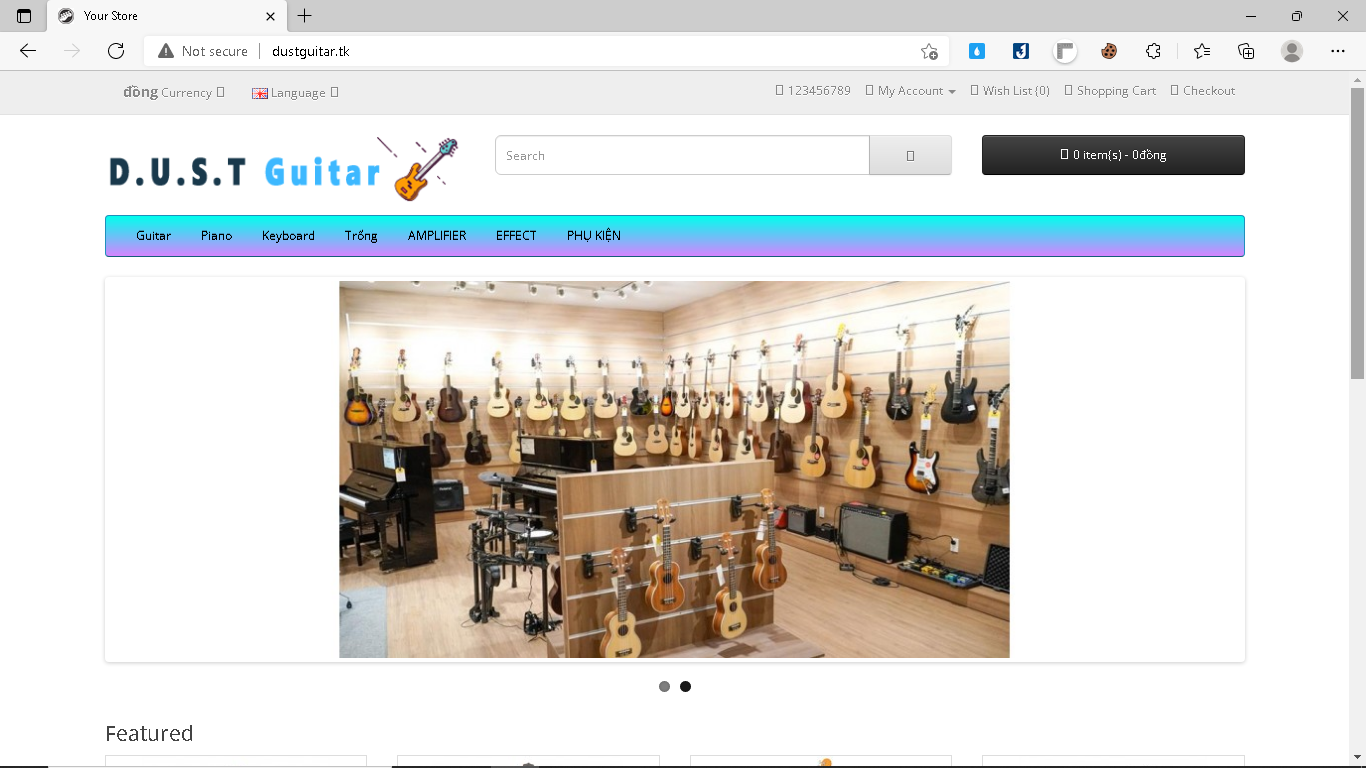 Your Store
Not secure dustguitar.tk
đồng Currency Language 123456789 My Account Wish List (0) Shopping Cart Checkout
D.U.S.T Guitar
Search
0 item(s) - 0đồng
Guitar Piano Keyboard Trống AMPLIFIER EFFECT PHỤ KIỆN
Featured